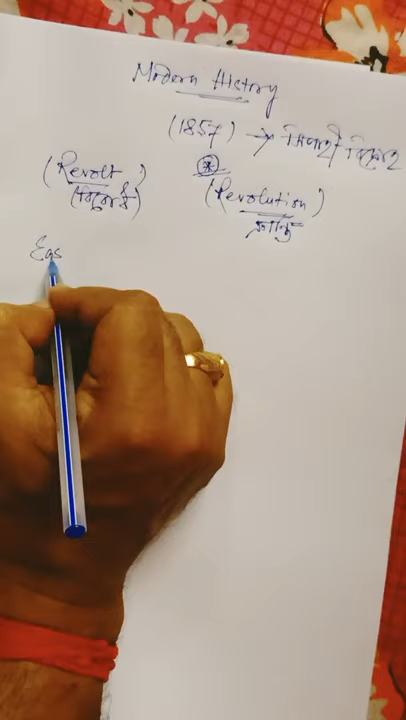 Modern History
(1857) → सिपाही विद्रोह
(Revolt) (Revolution)
(विद्रोह) क्रांति
Eas